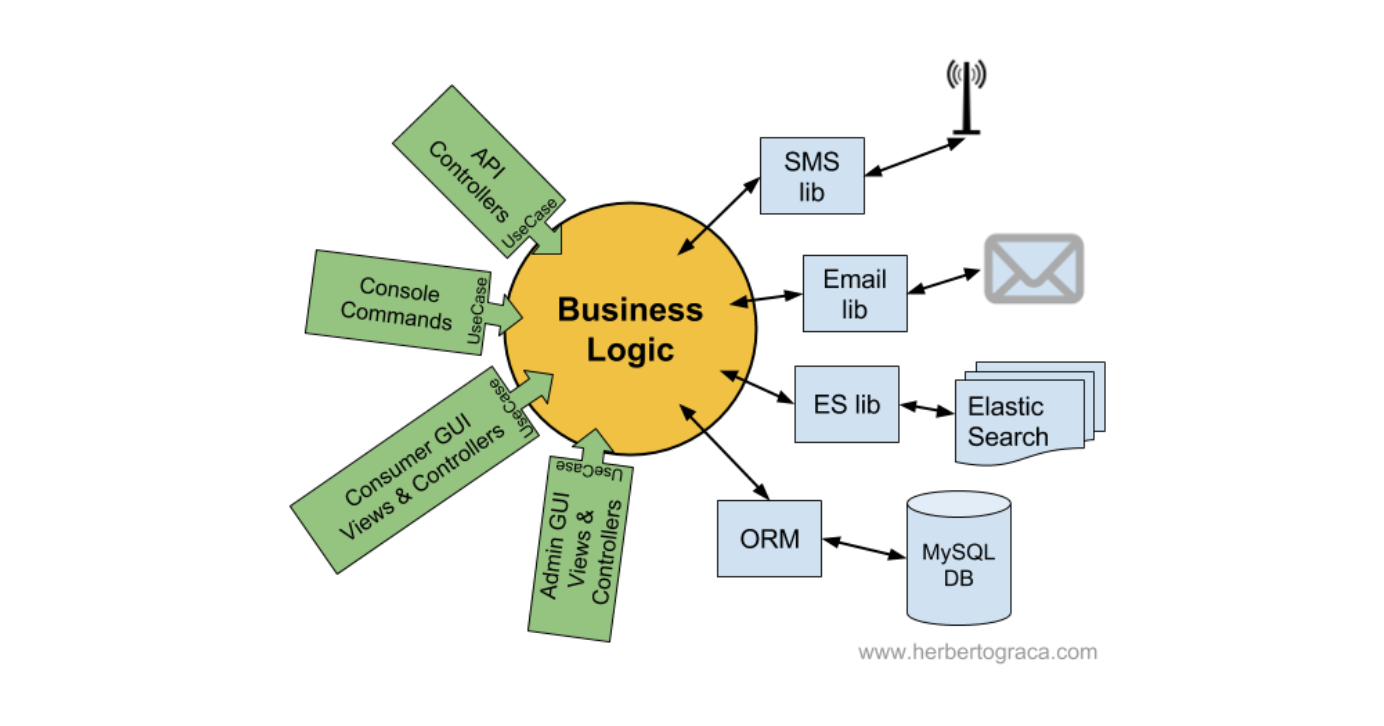 API
Controllers
UseCase
Console
Commands
UseCase
Consumer GUI
Views & Controllers
UseCase
Admin GUI
Views &
Controllers
UseCase
Business
Logic
SMS
lib
Email
lib
ES lib
Elastic
Search
ORM
MySQL
DB
www.herbertograca.com